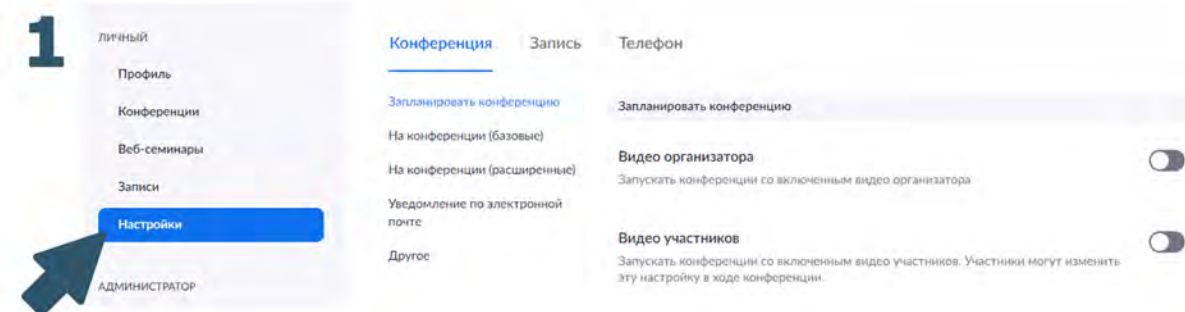 1
ЛИЧНЫЙ
Профиль
Конференции
Веб-семинары
Записи
Настройки
АДМИНИСТРАТОР
Конференция Запись Телефон
Запланировать конференцию
На конференции (базовые)
На конференции (расширенные)
Уведомление по электронной
почте
Другое
Запланировать конференцию
Видео организатора
Запускать конференции со включенным видео организатора
Видео участников
Запускать конференции со включенным видео участников. Участники могут изменить
эту настройку в ходе конференции.